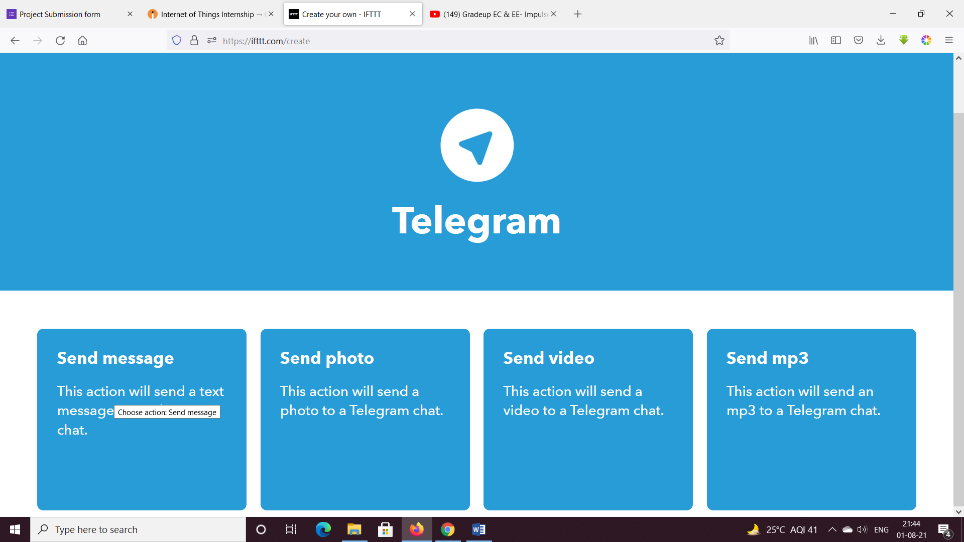 Project Submission form
Internet of Things Internship —
Create your own - IFTTT
(149) Gradeup EC & EE- Impuls
https://ifttt.com/create
Telegram
Send message
This action will send a text
message
Choose action: Send message
chat.
Send photo
This action will send a
photo to a Telegram chat.
Send video
This action will send a
video to a Telegram chat.
Send mp3
This action will send an
mp3 to a Telegram chat.
Type here to search
25°C AQI 41
ENG
21:44
01-08-21
4